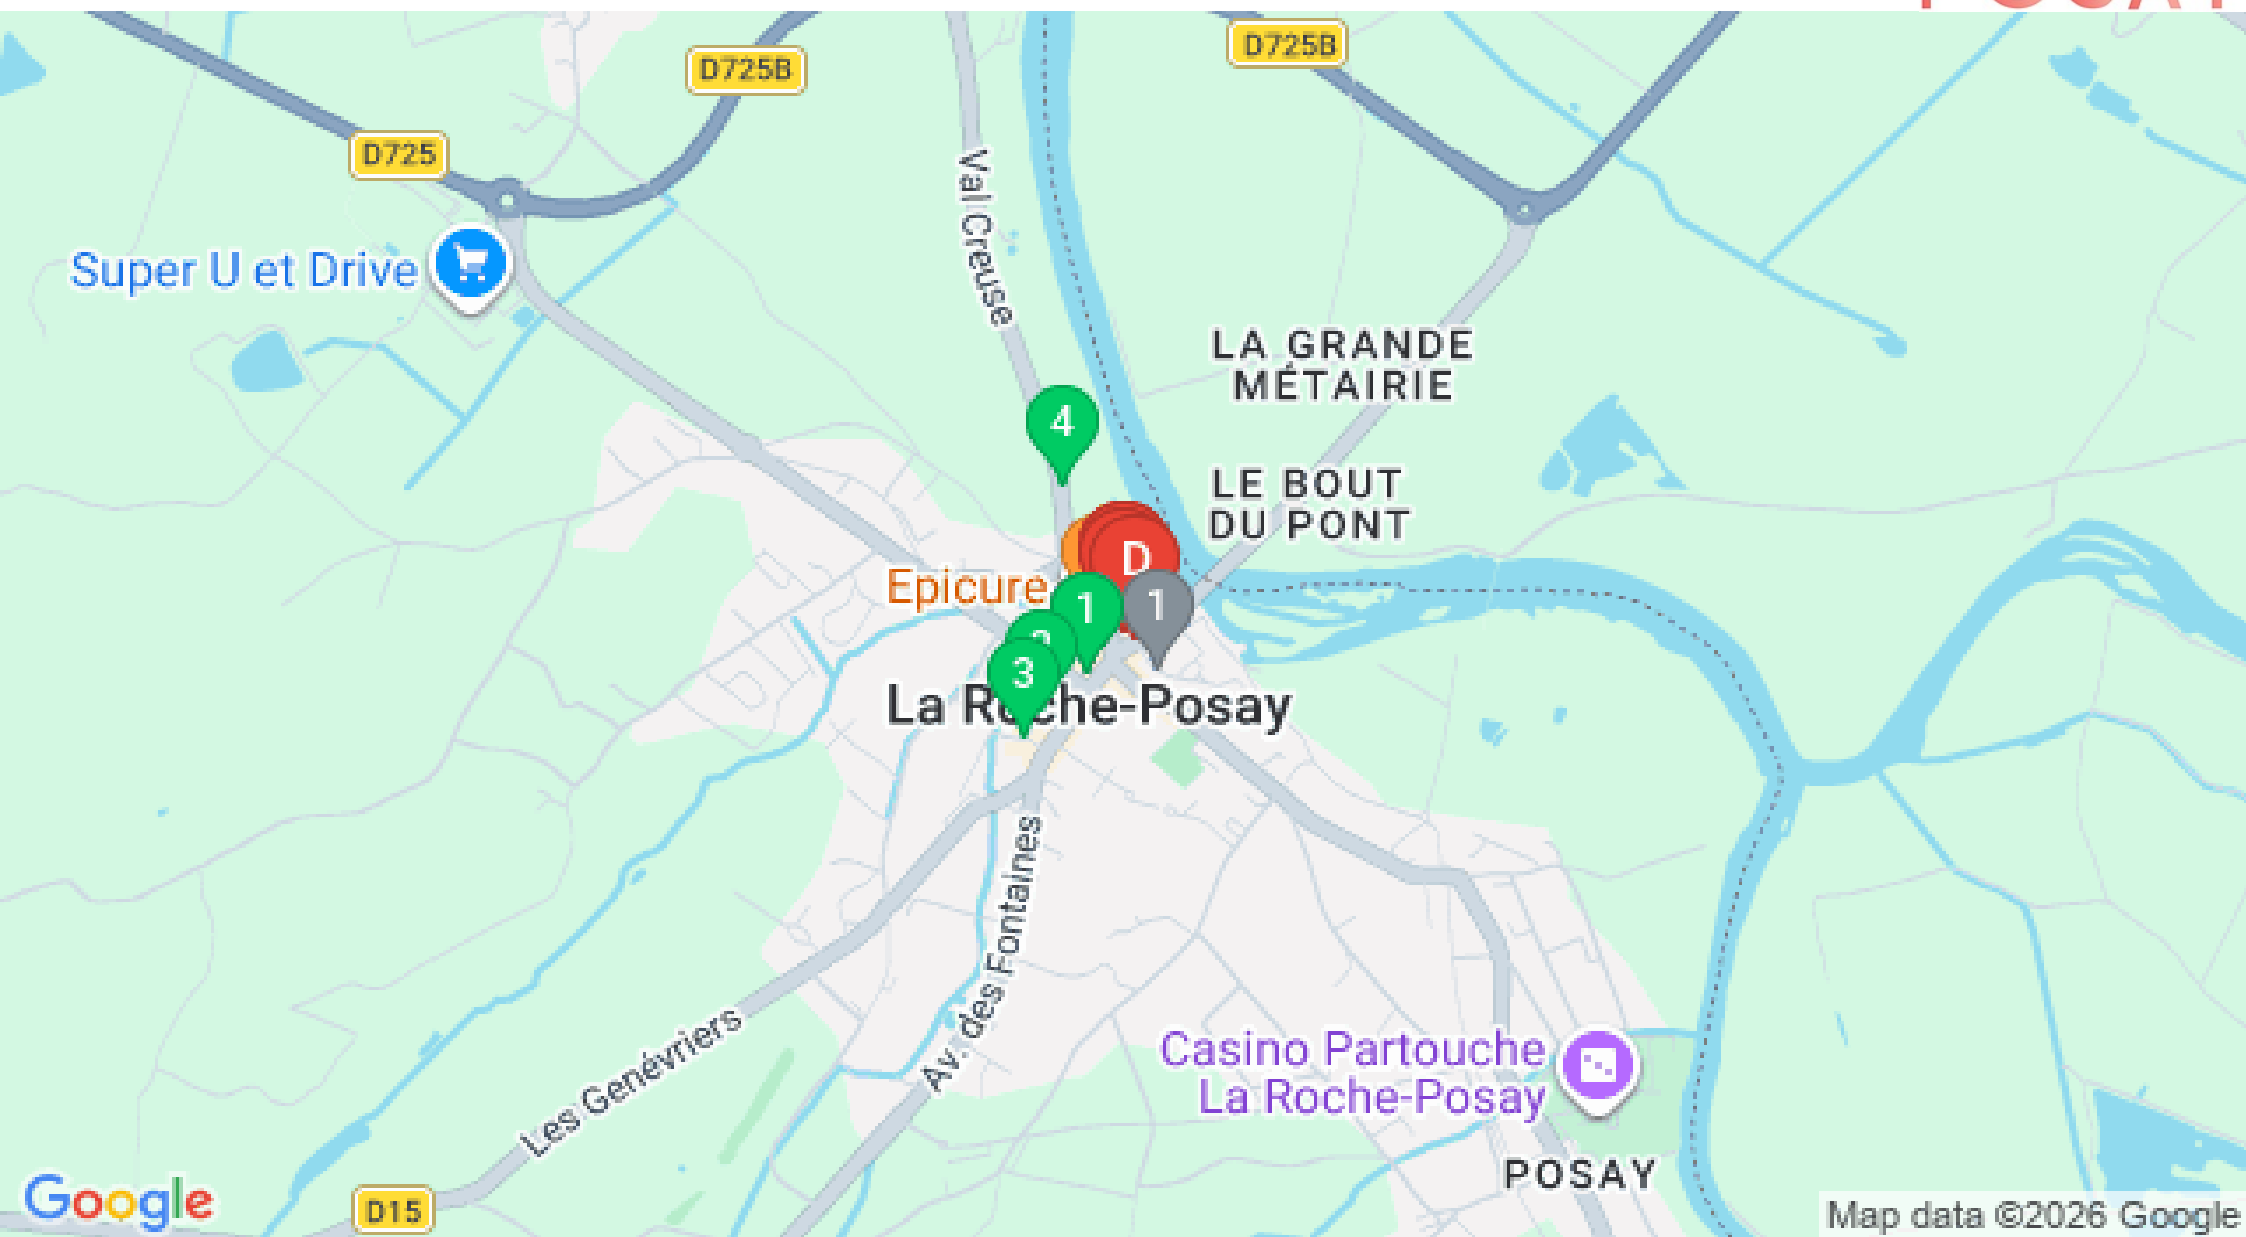 D725B
D725B
D725
Val Creuse
Super U et Drive
LA GRANDE
MÉTAIRIE
4
LE BOUT
DU PONT
D
Epicure
1
1
3
La Roche-Posay
Av. des Fontaines
Les Genévriers
Casino Partouche
La Roche-Posay
POSAY
Google
D15
Map data ©2026 Google